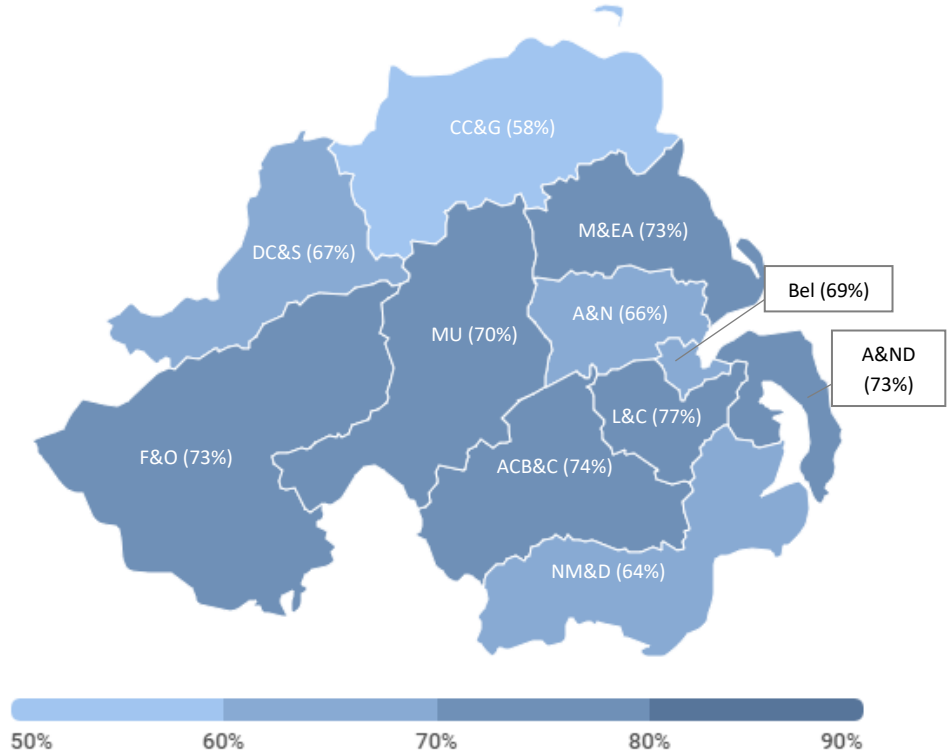 CC&G (58%)
M&EA (73%)
DC&S (67%)
Bel (69%)
A&N (66%)
MU (70%)
A&ND
(73%)
L&C (77%)
F&O (73%)
ACB&C (74%)
NM&D (64%)
50% 60% 70% 80% 90%